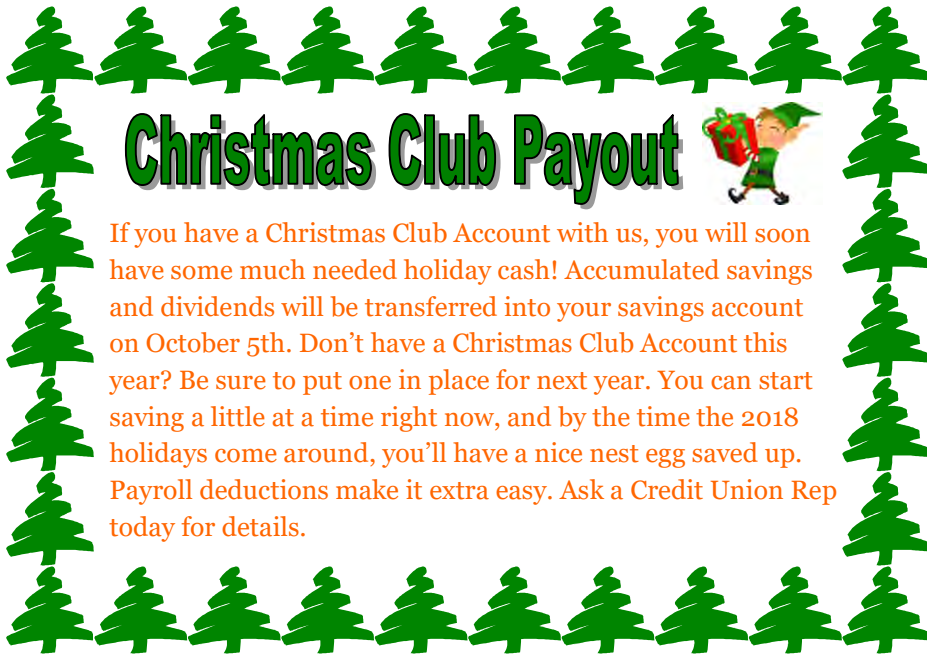 Christmas Club Payout
If you have a Christmas Club Account with us, you will soon
have some much needed holiday cash! Accumulated savings
and dividends will be transferred into your savings account
on October 5th. Don’t have a Christmas Club Account this
year? Be sure to put one in place for next year. You can start
saving a little at a time right now, and by the time the 2018
holidays come around, you’ll have a nice nest egg saved up.
Payroll deductions make it extra easy. Ask a Credit Union Rep
today for details.